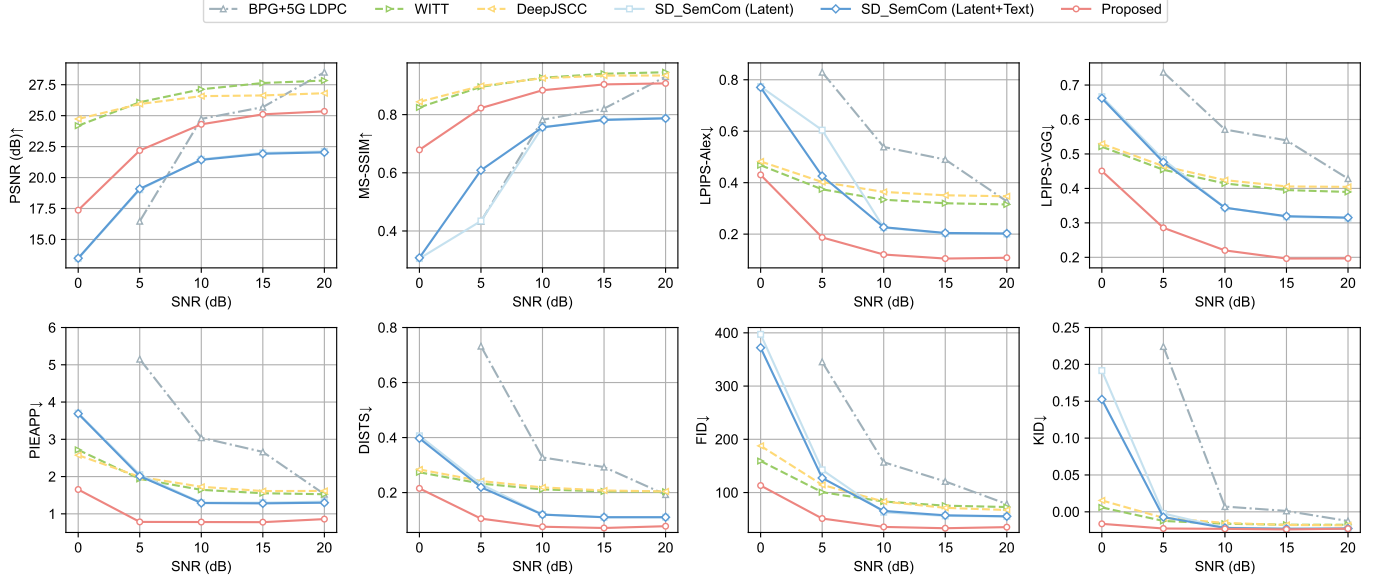 BPG+5G LDPC WITT DeepJSCC SD_SemCom (Latent) SD_SemCom (Latent+Text) Proposed
PSNR (dB)↑
27.5
25.0
22.5
20.0
17.5
15.0
0 5 10 15 20
SNR (dB)
MS-SSIM↑
0.8
0.6
0.4
0 5 10 15 20
SNR (dB)
LPIPS-Alex↓
0.8
0.6
0.4
0.2
0 5 10 15 20
SNR (dB)
LPIPS-VGG↓
0.7
0.6
0.5
0.4
0.3
0.2
0 5 10 15 20
SNR (dB)
PIEAPP↓
6
5
4
3
2
1
0 5 10 15 20
SNR (dB)
DISTS↓
0.8
0.6
0.4
0.2
0 5 10 15 20
SNR (dB)
FID↓
400
300
200
100
0 5 10 15 20
SNR (dB)
KID↓
0.25
0.20
0.15
0.10
0.05
0.00
0 5 10 15 20
SNR (dB)